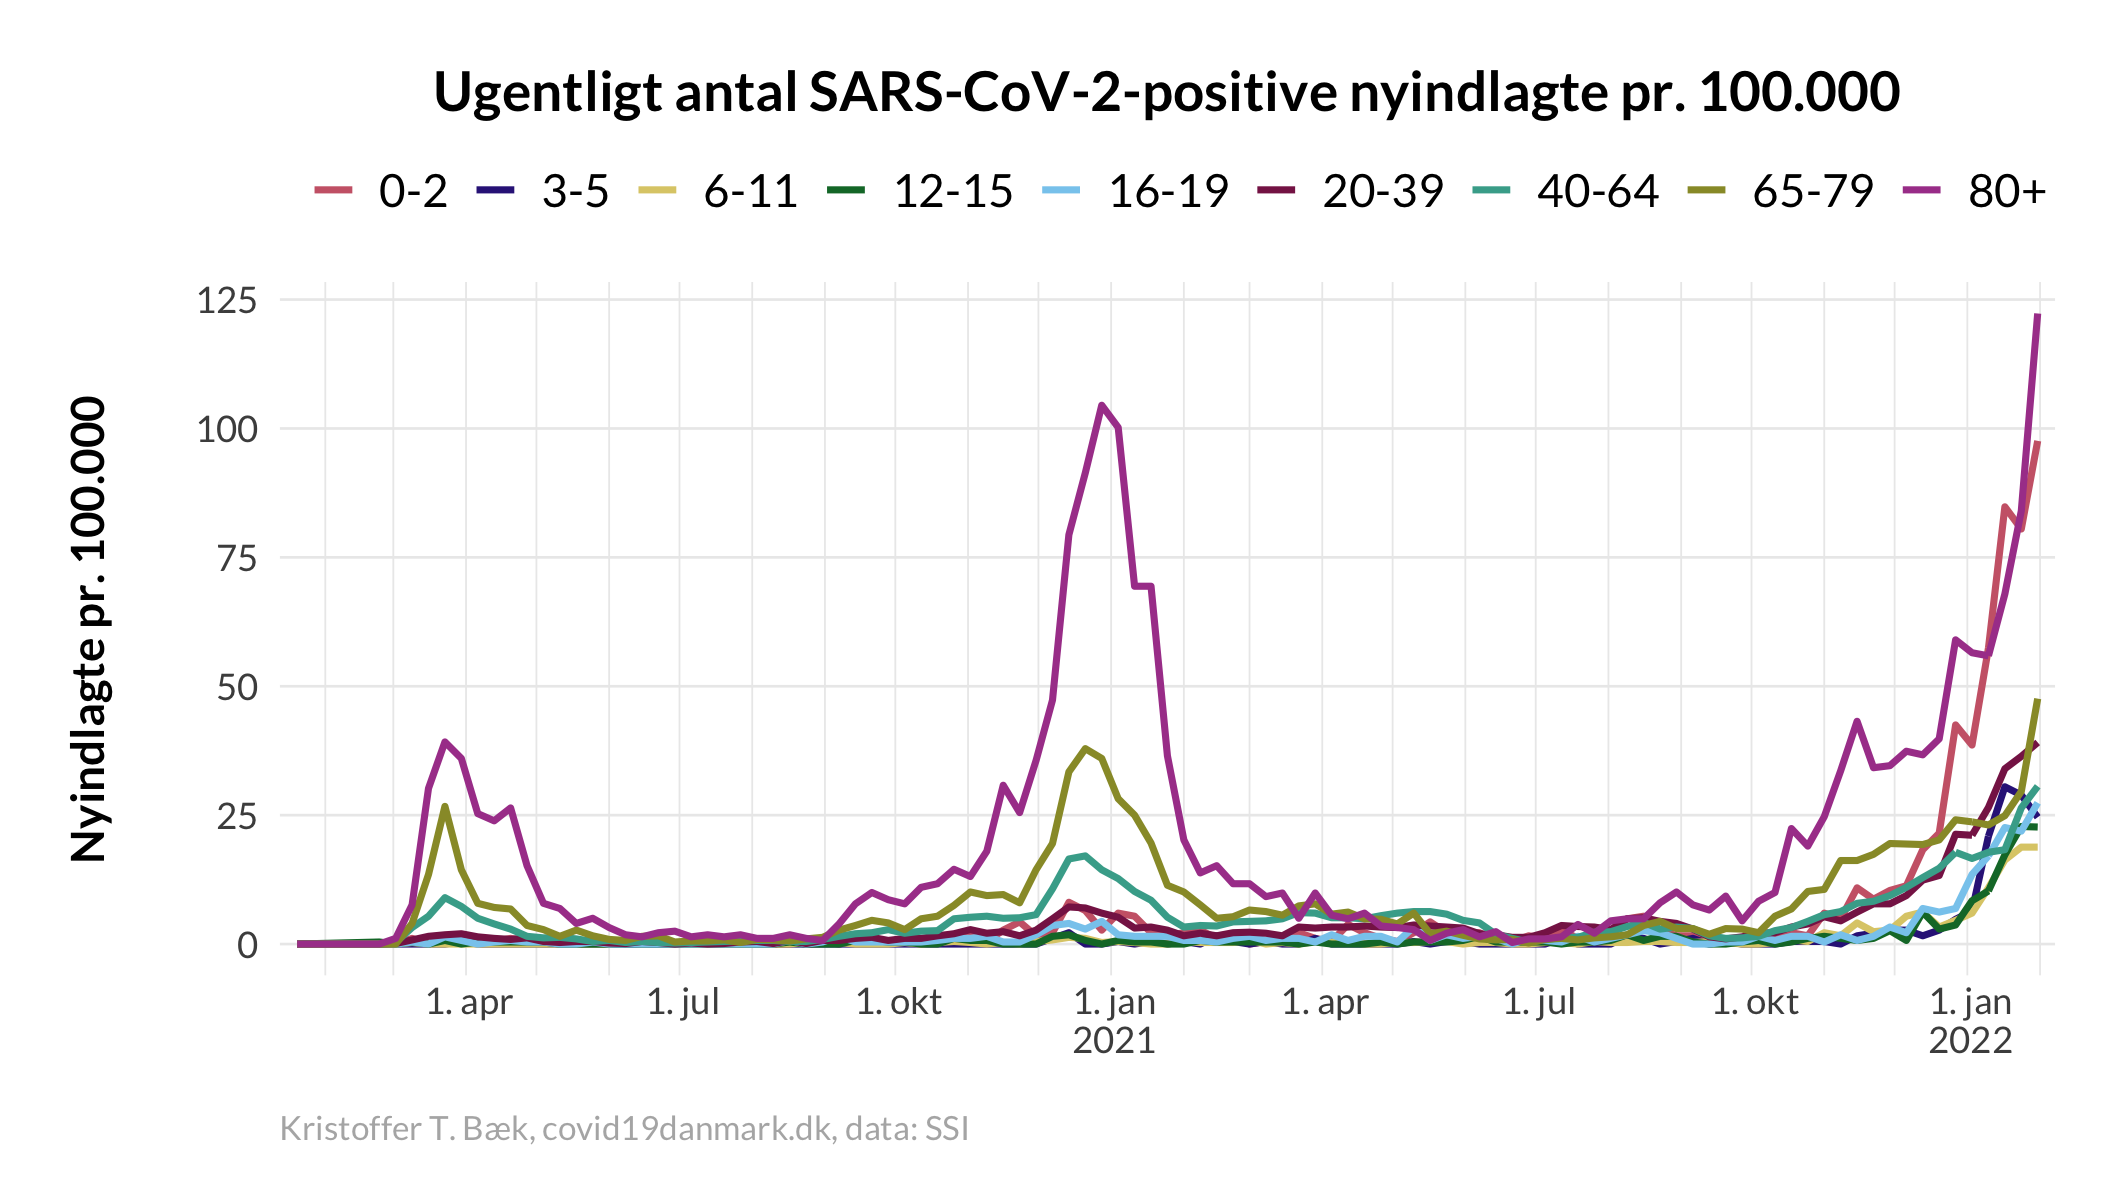 Ugentligt antal SARS-CoV-2-positive nyindlagte pr. 100.000
0-2 3-5 6-11 12-15 16-19 20-39 40-64 65-79 80+
Nyindlagte pr. 100.000
125
100
75
50
25
0
1. apr 1. jul 1. okt 1. jan 1. apr 1. jul 1. okt 1. jan
2021 2022
Kristoffer T. Bæk, covid19danmark.dk, data: SSI